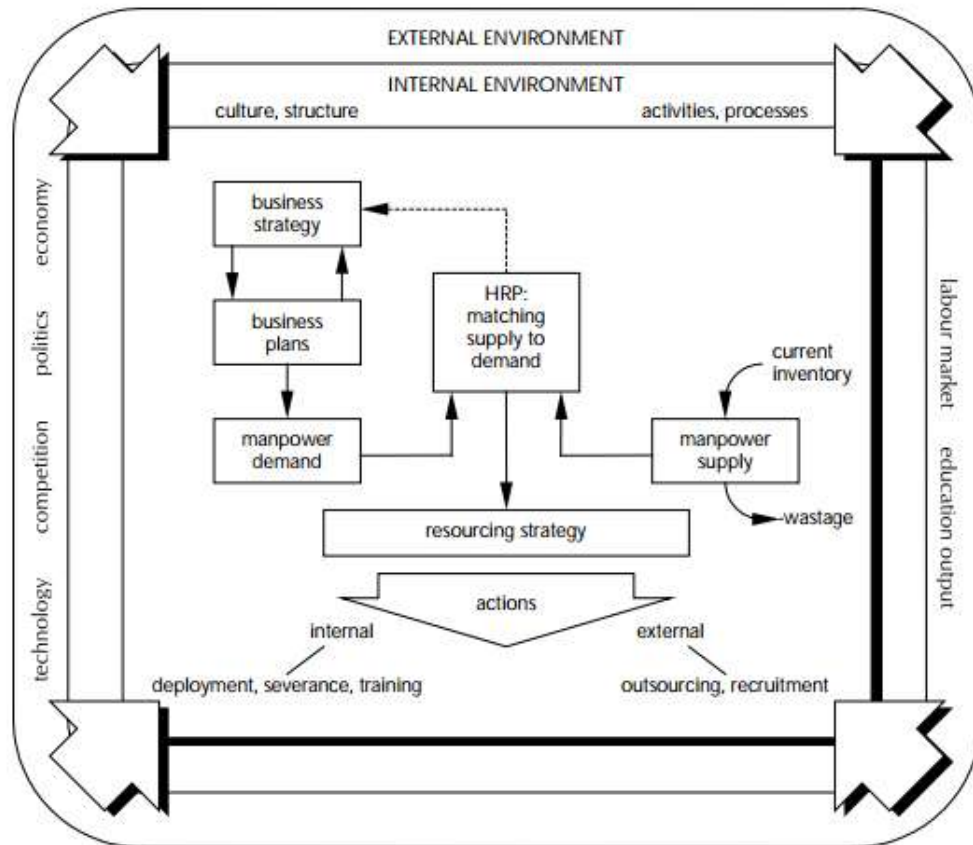 EXTERNAL ENVIRONMENT
INTERNAL ENVIRONMENT
culture, structure
activities, processes
economy
politics
competition
technology
business
strategy
business
plans
manpower
demand
HRP:
matching
supply to
demand
current
inventory
manpower
supply
wastage
labour market
education output
resourcing strategy
actions
internal
external
deployment, severance, training
outsourcing, recruitment